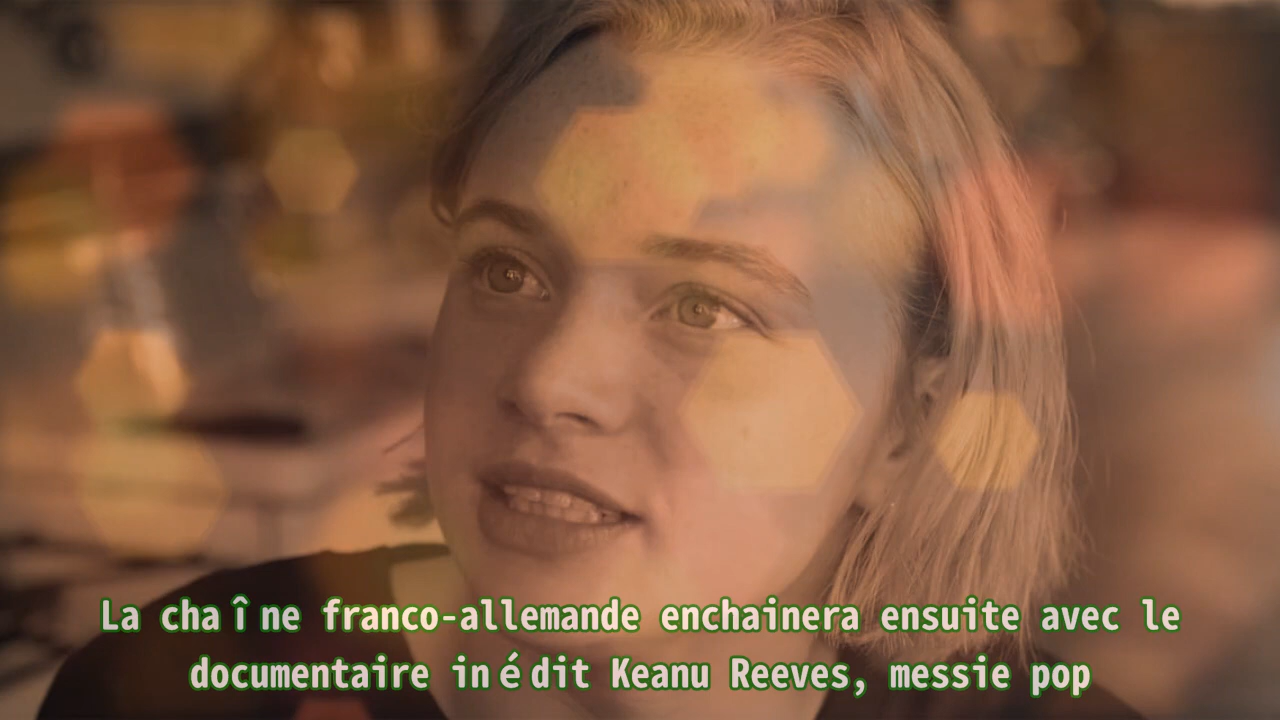 La chaîne franco-allemande enchainera ensuite avec le
documentaire inédit Keanu Reeves, messie pop